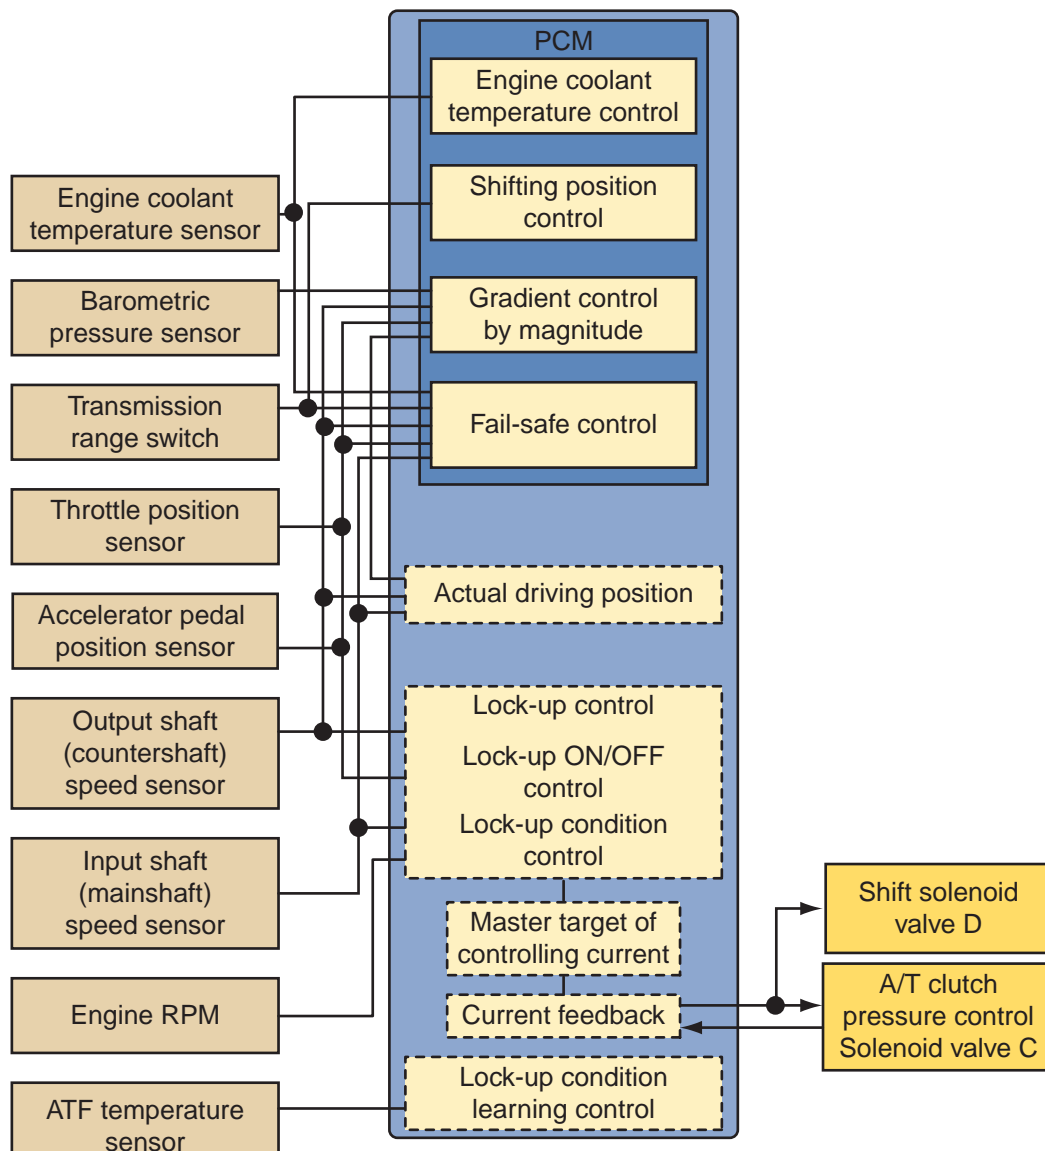 PCM
Engine coolant
temperature control
Shifting position
control
Gradient control
by magnitude
Fail-safe control
Engine coolant
temperature sensor
Barometric
pressure sensor
Transmission
range switch
Throttle position
sensor
Accelerator pedal
position sensor
Output shaft
(countershaft)
speed sensor
Input shaft
(mainshaft)
speed sensor
Engine RPM
ATF temperature
sensor
Actual driving position
Lock-up control
Lock-up ON/OFF
control
Lock-up condition
control
Master target of
controlling current
Current feedback
Lock-up condition
learning control
Shift solenoid
valve D
A/T clutch
pressure control
Solenoid valve C